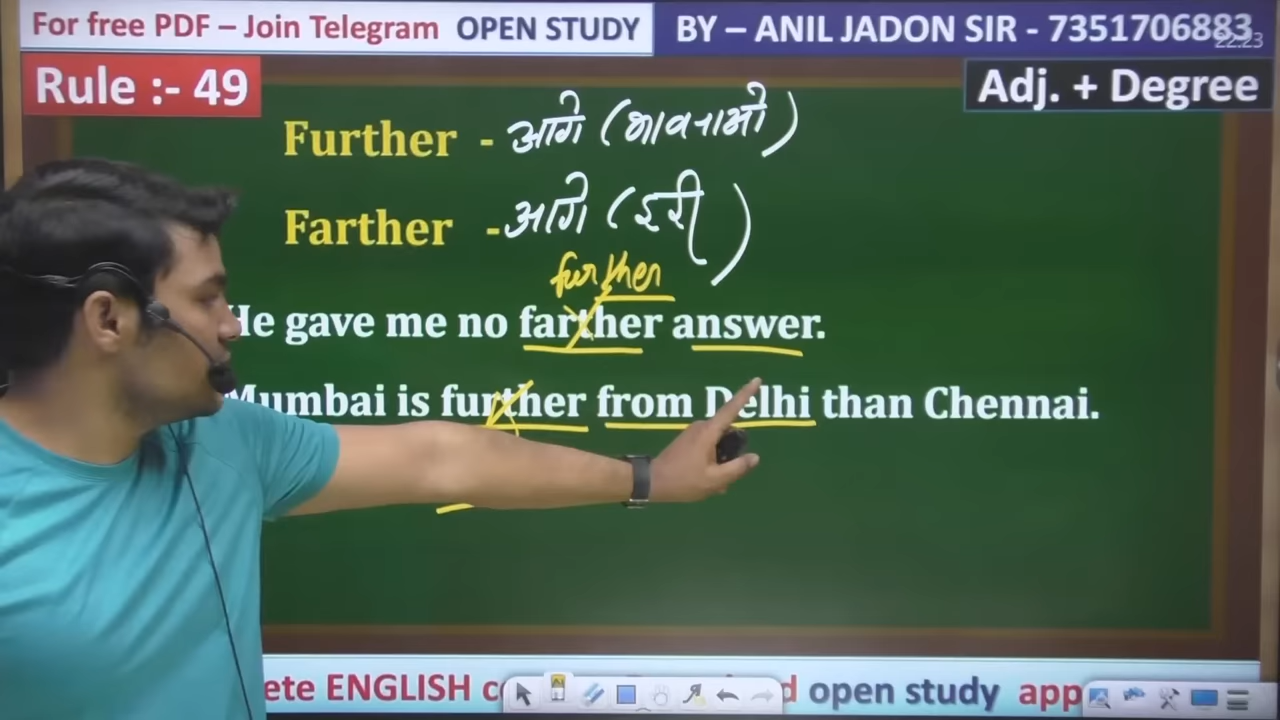 For free PDF – Join Telegram OPEN STUDY BY – ANIL JADON SIR - 7351706883
22:23
Rule :- 49
Adj. + Degree
Further - आगे (भावनाओ)
Farther - आगे (दूरी)
further
He gave me no farther answer.
Mumbai is further from Delhi than Chennai.
ete ENGLISH c
d open study app